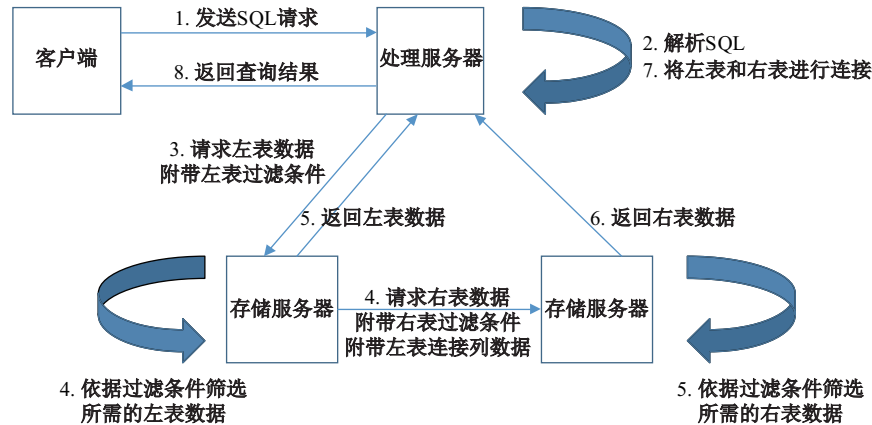 1. 发送SQL请求
客户端
处理服务器
8. 返回查询结果
2. 解析SQL
7. 将左表和右表进行连接
3. 请求左表数据
附带左表过滤条件
5. 返回左表数据
6. 返回右表数据
存储服务器
4. 请求右表数据
附带右表过滤条件
附带左表连接列数据
存储服务器
4. 依据过滤条件筛选
所需的左表数据
5. 依据过滤条件筛选
所需的右表数据